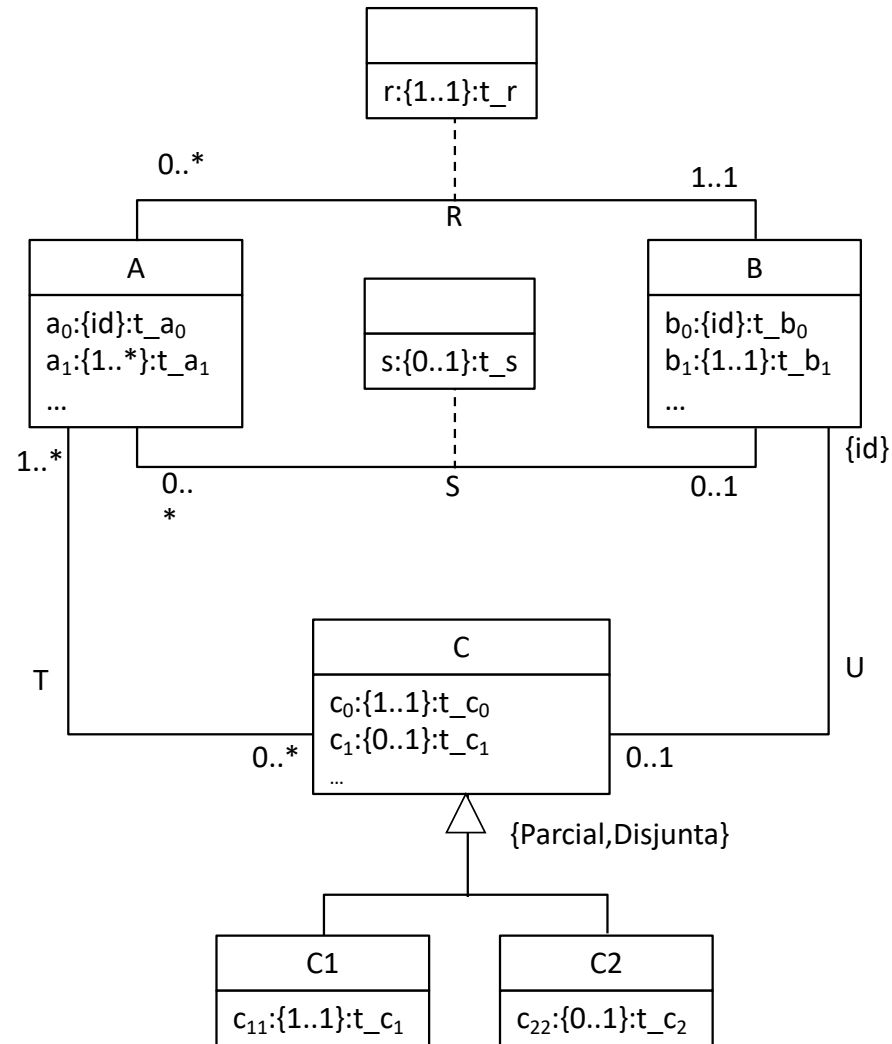 r:{1..1}:t_r
0..*
1..1
R
A
B
a₀:{id}:t_a₀
a₁:{1..*}:t_a₁
...
s:{0..1}:t_s
b₀:{id}:t_b₀
b₁:{1..1}:t_b₁
...
1..*
0..
*
S
0..1
{id}
C
T
U
c₀:{1..1}:t_c₀
c₁:{0..1}:t_c₁
...
0..*
0..1
{Parcial,Disjunta}
C1
C2
c₁₁:{1..1}:t_c₁
c₂₂:{0..1}:t_c₂